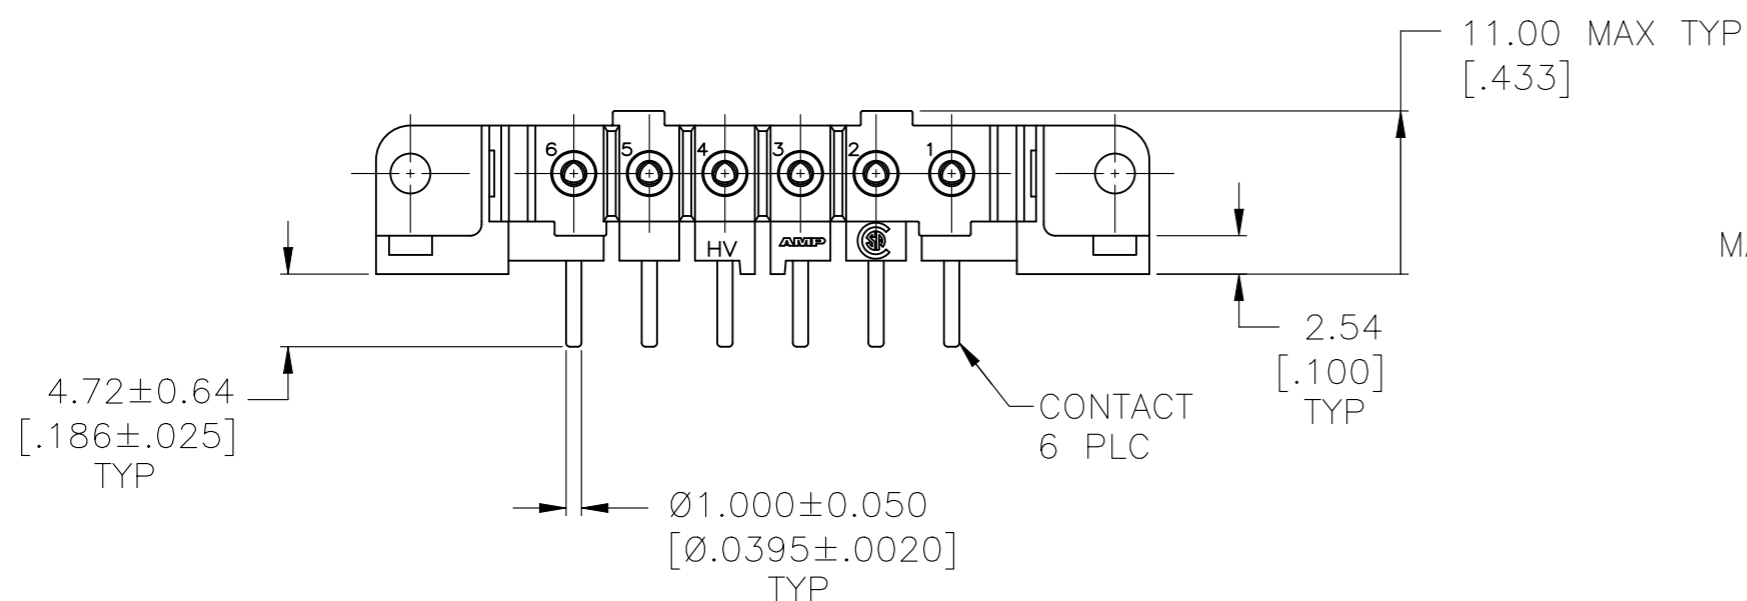 11.00 MAX TYP
[.433]
6 5 4 3 2 1
HV AMP SA
MA
2.54
[.100]
TYP
4.72±0.64
[.186±.025]
TYP
CONTACT
6 PLC
Ø1.000±0.050
[Ø.0395±.0020]
TYP